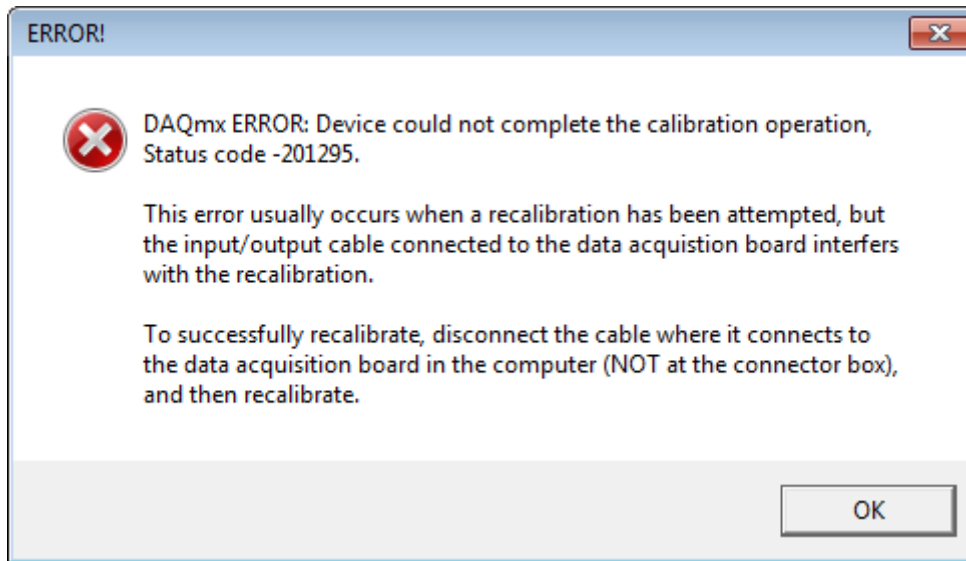 ERROR!
DAQmx ERROR: Device could not complete the calibration operation,
Status code -201295.
This error usually occurs when a recalibration has been attempted, but
the input/output cable connected to the data acquistion board interfers
with the recalibration.
To successfully recalibrate, disconnect the cable where it connects to
the data acquisition board in the computer (NOT at the connector box),
and then recalibrate.
OK